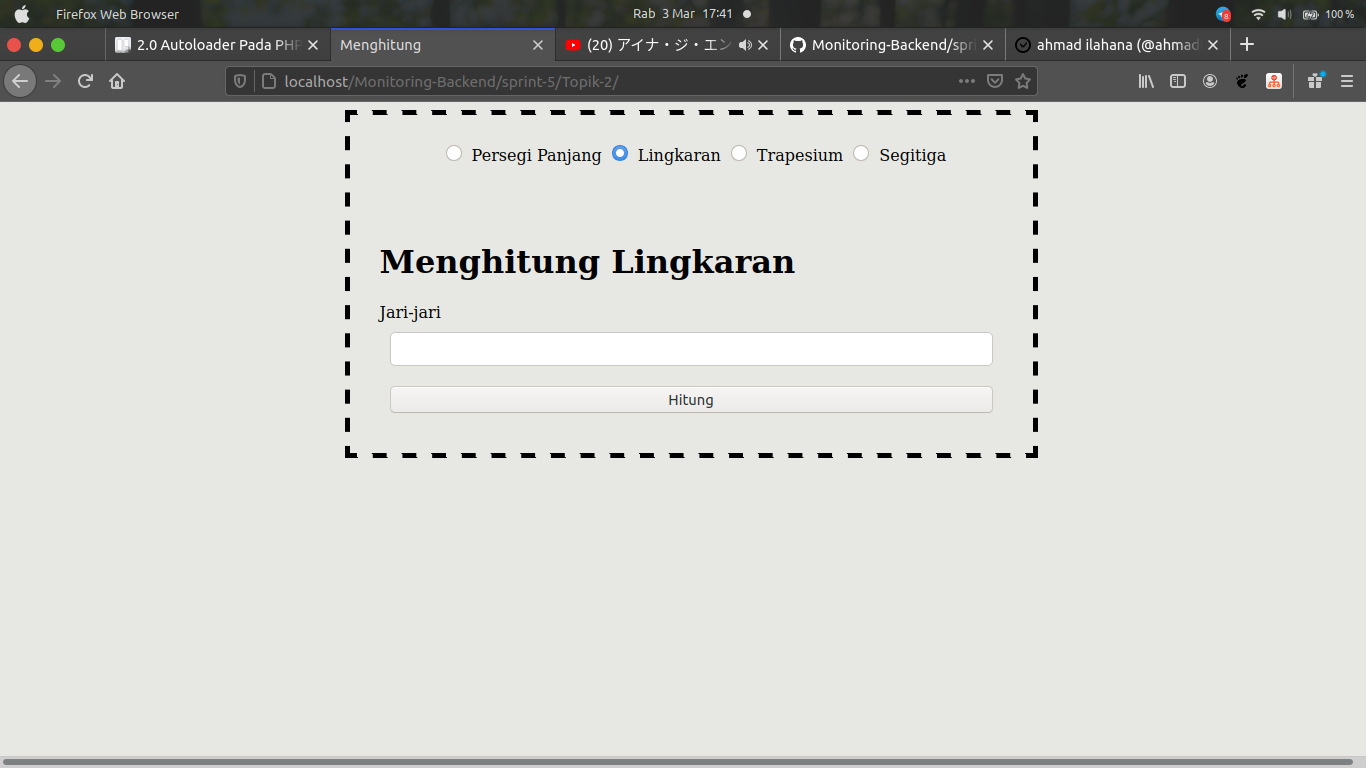 Firefox Web Browser
Rab 3 Mar 17:41
8
100 %
2.0 Autoloader Pada PHP
Menghitung
(20) アイナ・ジ・エン
Monitoring-Backend/spri
ahmad ilahana (@ahmad
localhost/Monitoring-Backend/sprint-5/Topik-2/
Persegi Panjang Lingkaran Trapesium Segitiga
Menghitung Lingkaran
Jari-jari
Hitung